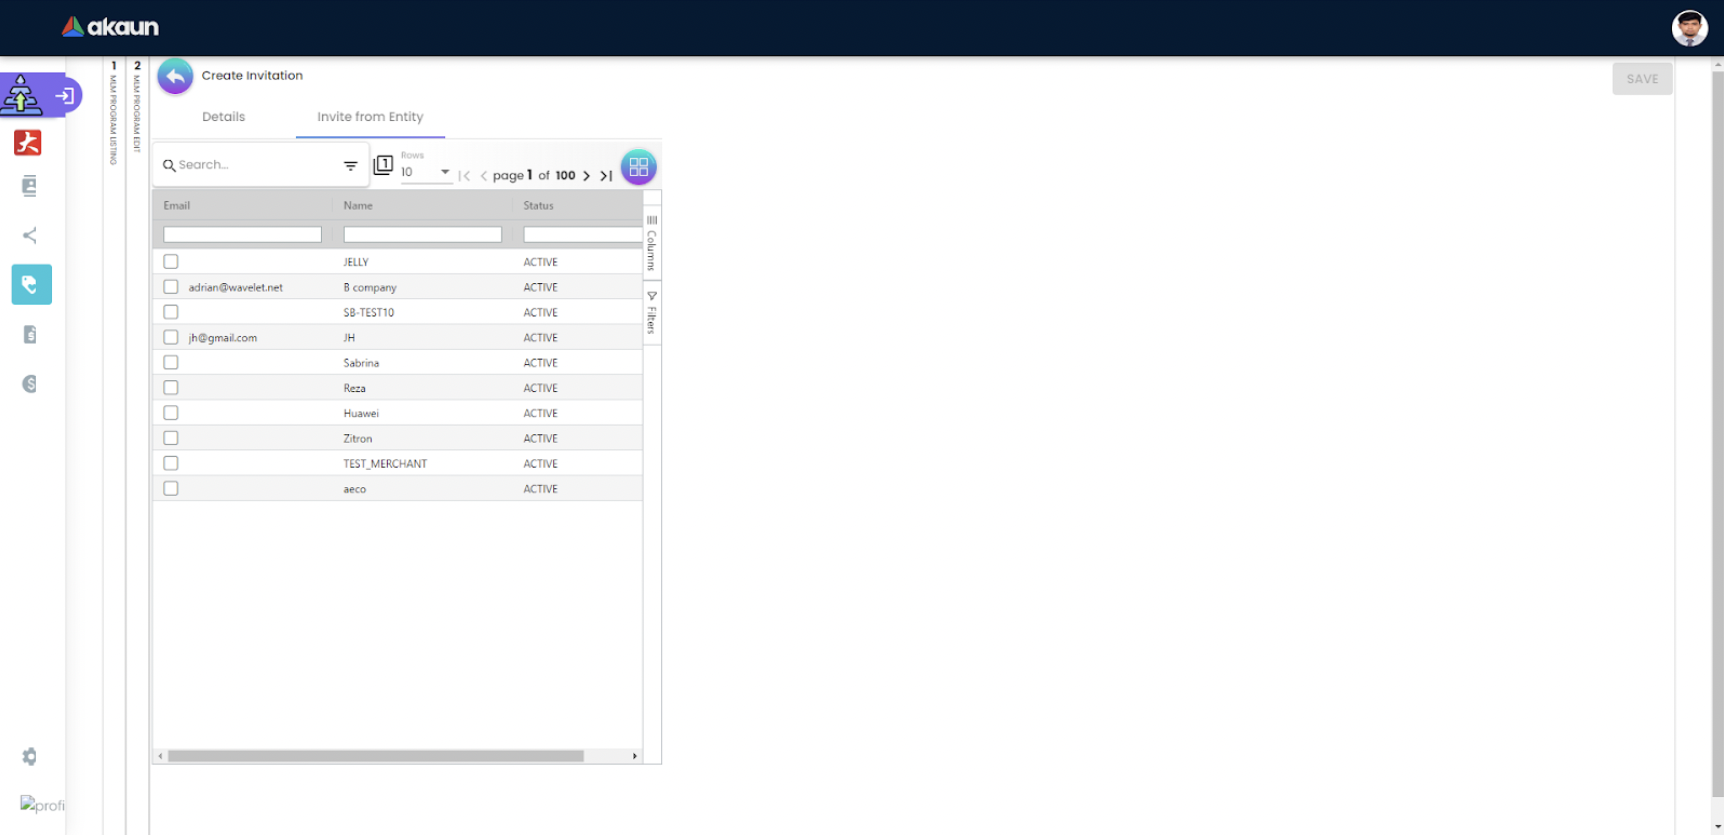 akaun
1
MLM PROGRAM LISTING
2
MLM PROGRAM EDIT
Create Invitation
SAVE
Details
Invite from Entity
Search...
1
Rows
10
page 1 of 100
Email
Name
Status
Columns
Filters
JELLY
ACTIVE
adrian@wavelet.net
B company
ACTIVE
SB-TEST10
ACTIVE
jh@gmail.com
JH
ACTIVE
Sabrina
ACTIVE
Reza
ACTIVE
Huawei
ACTIVE
Zitron
ACTIVE
TEST_MERCHANT
ACTIVE
aeco
ACTIVE
profi